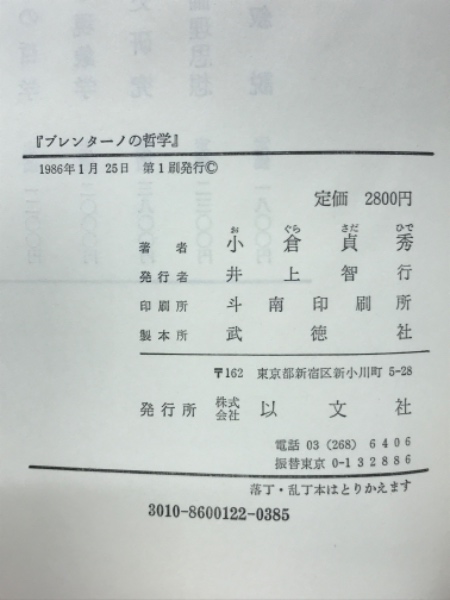 『ブレンターノの哲学』
1986年1月25日 第1刷発行©
定価 2800円
著者 小倉貞秀
お ぐら さだ ひで
発行者 井上智行
印刷所 斗南印刷所
製本所 武徳社
〒162 東京都新宿区新小川町 5-28
発行所 株式会社 以文社
電話 03 (268) 6406
振替東京 0-132886
落丁・乱丁本はとりかえます
3010-8600122-0385